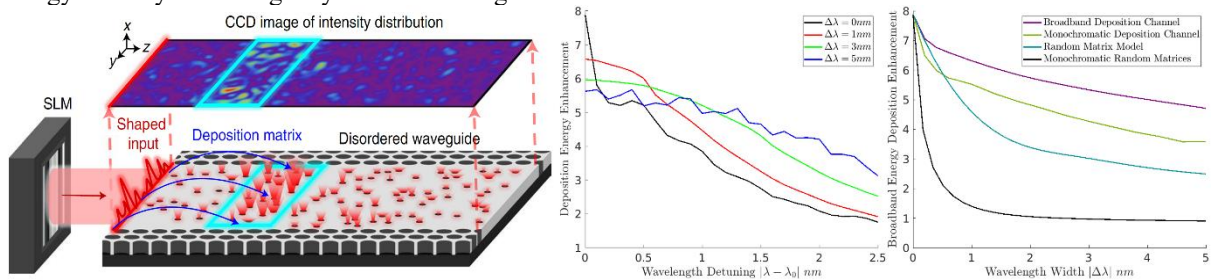 CCD image of intensity distribution
x
y
z
SLM
Shaped
input
Deposition matrix
Disordered waveguide
Deposition Energy Enhancement
8
7
6
5
4
3
2
1
0 0.5 1 1.5 2 2.5
Wavelength Detuning |λ − λ₀| nm
Δλ = 0nm
Δλ = 1nm
Δλ = 3nm
Δλ = 5nm
Broadband Energy Deposition Enhancement
8
7
6
5
4
3
2
1
0
0 1 2 3 4 5
Wavelength Width |Δλ| nm
Broadband Deposition Channel
Monochromatic Deposition Channel
Random Matrix Model
Monochromatic Random Matrices